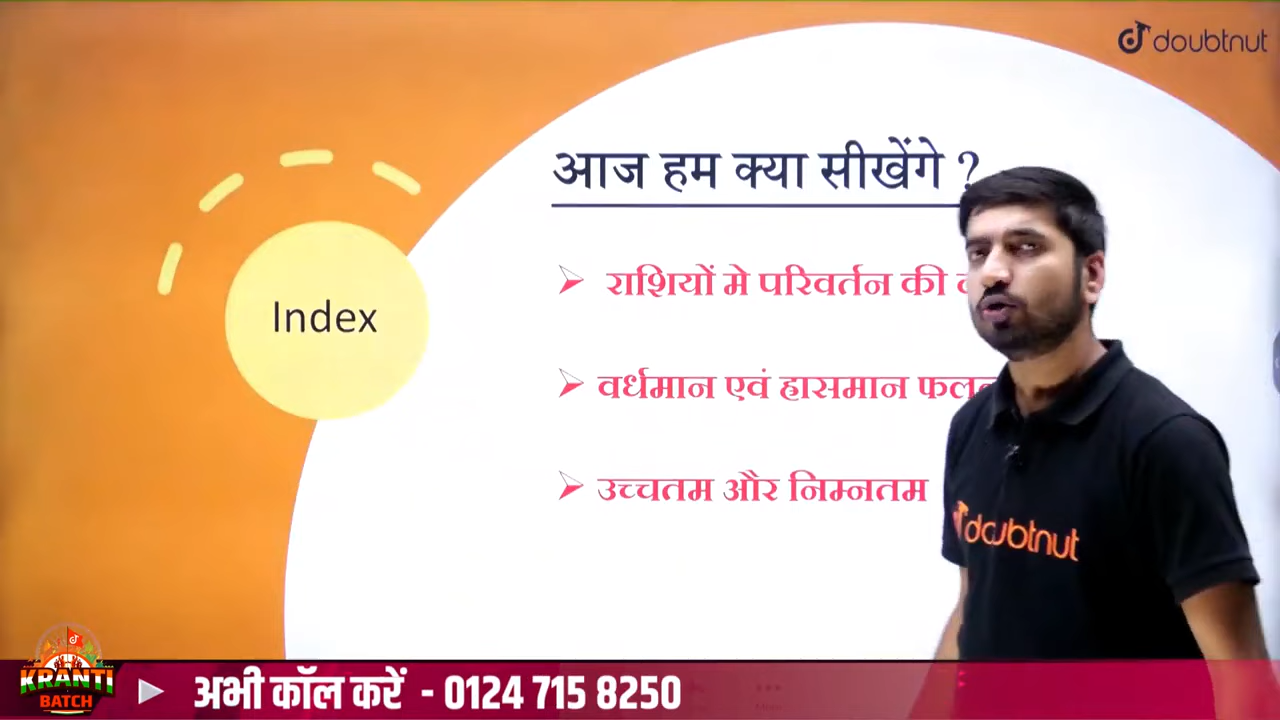 doubtnut
आज हम क्या सीखेंगे ?
Index
राशियों मे परिवर्तन की
वर्धमान एवं हासमान
उच्चतम और निम्नतम
doubtnut
KRANTI
BATCH
अभी कॉल करें - 0124 715 8250